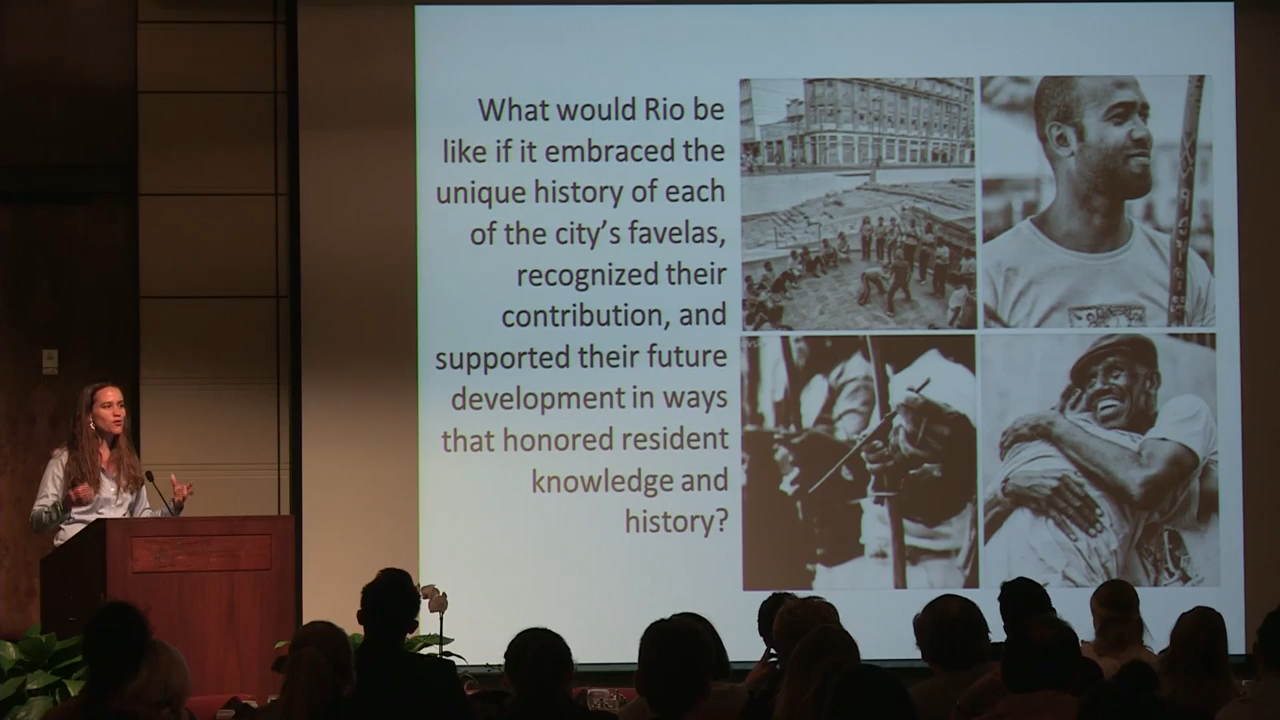 What would Rio be
like if it embraced the
unique history of each
of the city's favelas,
recognized their
contribution, and
supported their future
development in ways
that honored resident
knowledge and
history?